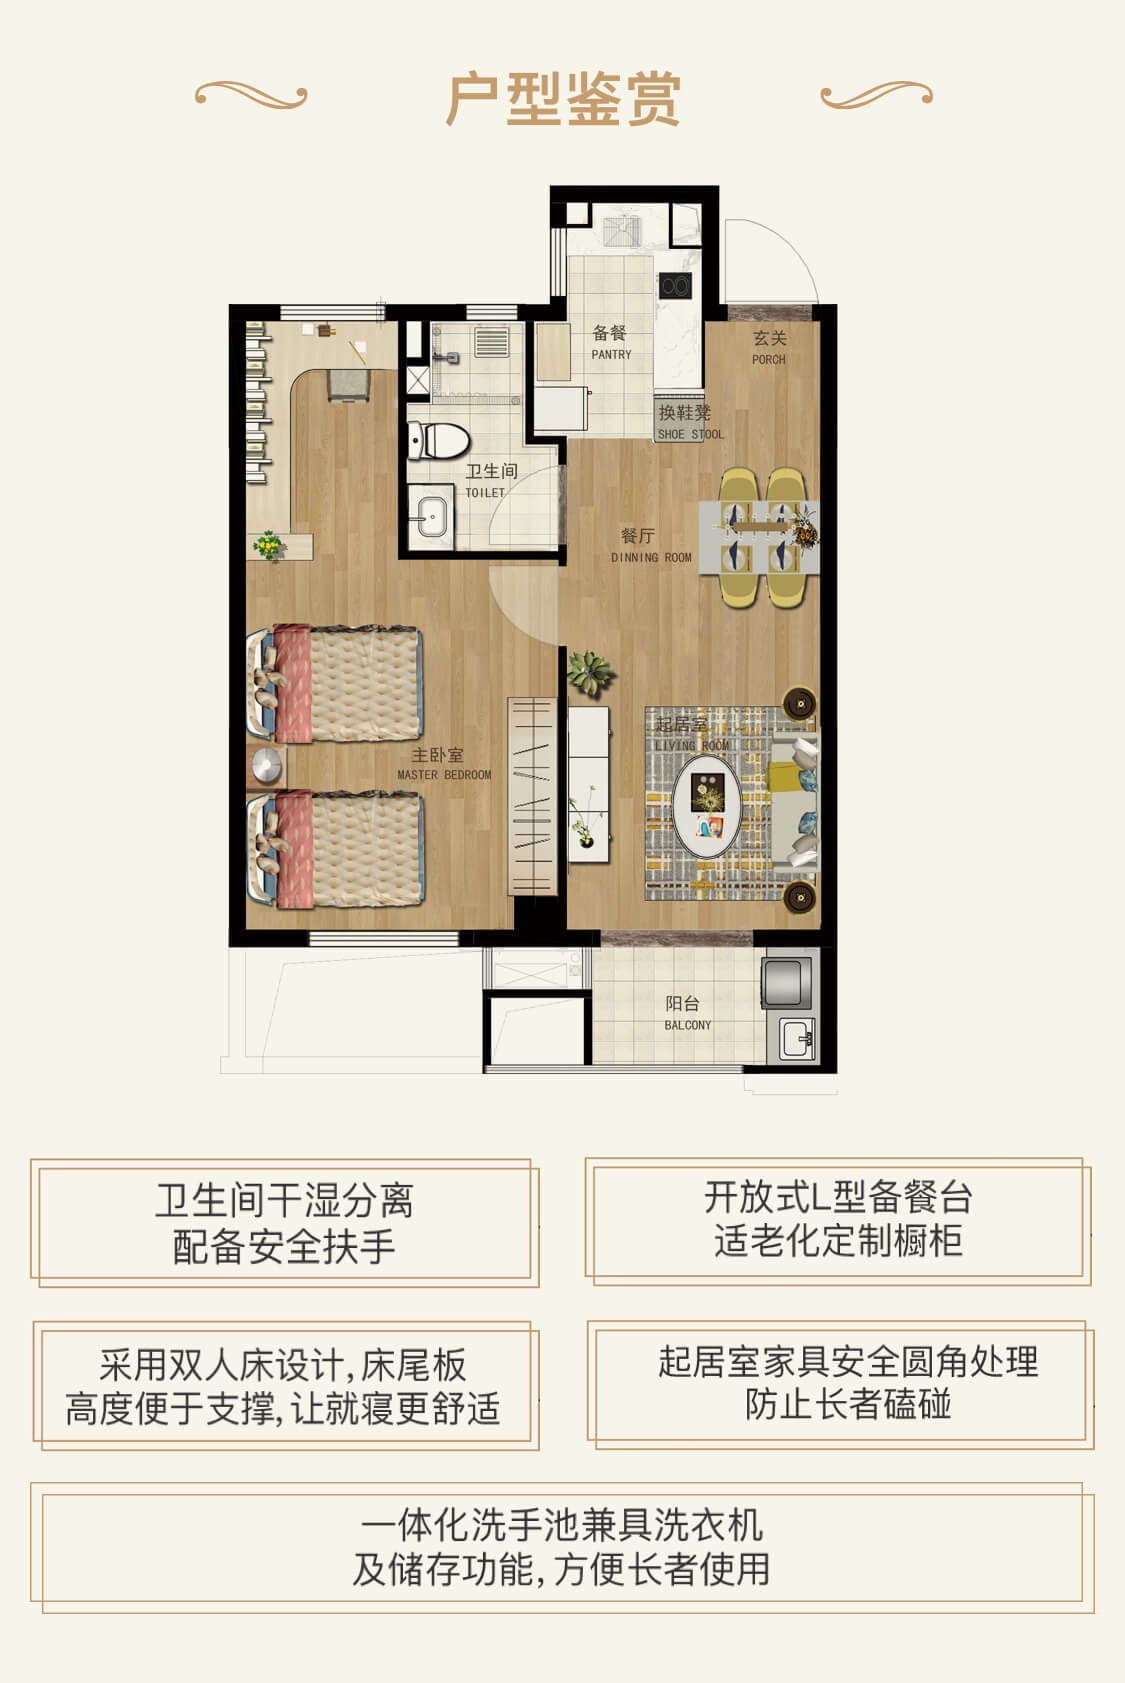 户型鉴赏
备餐
PANTRY
玄关
PORCH
换鞋凳
SHOE STOOL
卫生间
TOILET
餐厅
DINNING ROOM
起居室
LIVING ROOM
主卧室
MASTER BEDROOM
阳台
BALCONY
卫生间干湿分离
配备安全扶手
开放式L型备餐台
适老化定制橱柜
采用双人床设计,床尾板
高度便于支撑,让就寝更舒适
起居室家具安全圆角处理
防止长者磕碰
一体化洗手池兼具洗衣机
及储存功能,方便长者使用